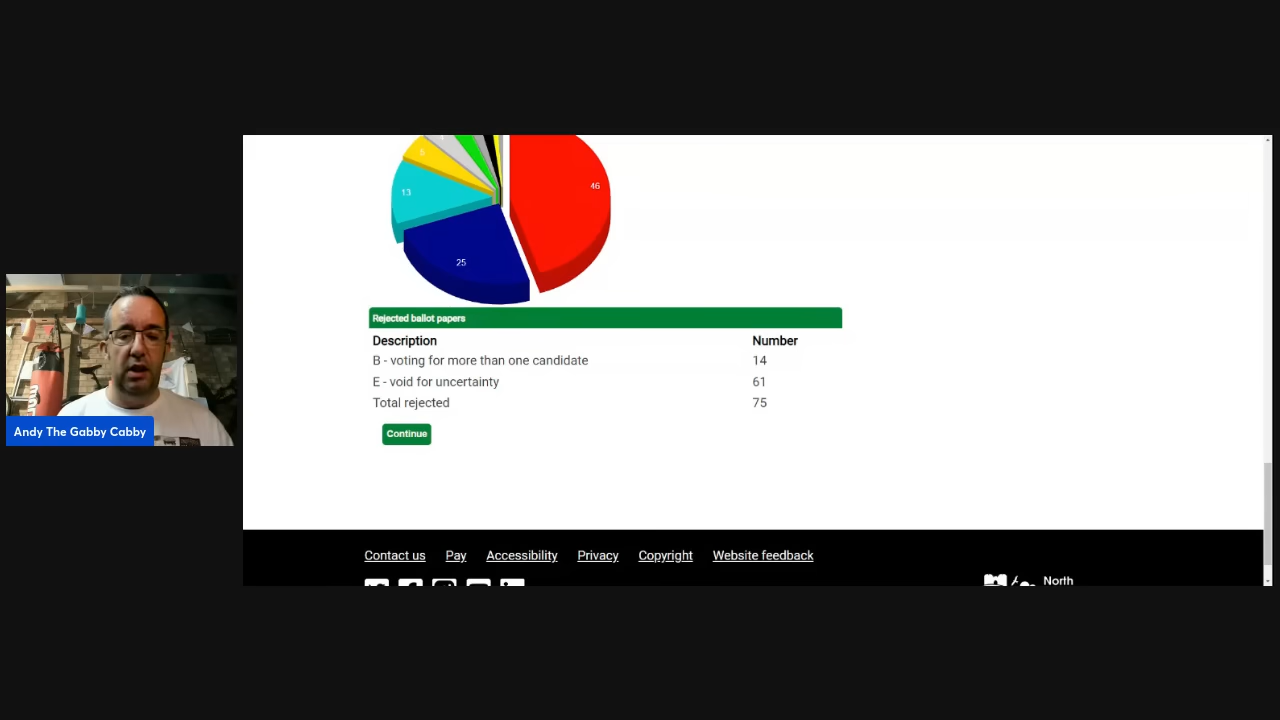 46
13
25
Rejected ballot papers
Description Number
B - voting for more than one candidate 14
E - void for uncertainty 61
Total rejected 75
Continue
Andy The Gabby Cabby
Contact us Pay Accessibility Privacy Copyright Website feedback
North